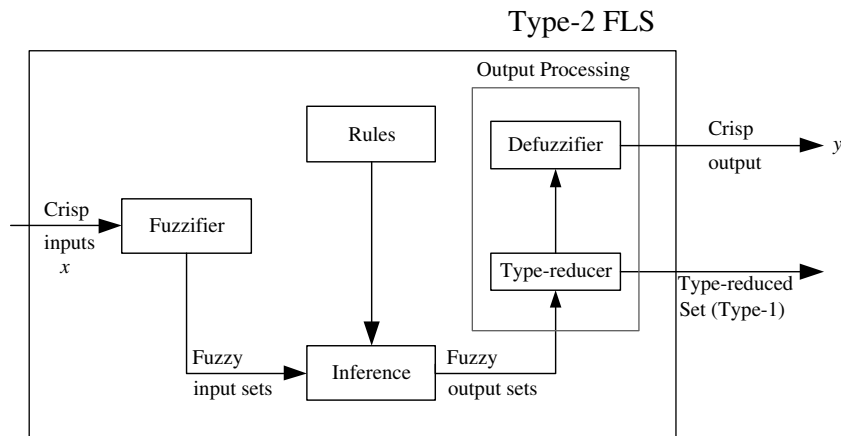 Type-2 FLS
Output Processing
Rules
Defuzzifier
Crisp
output
y
Crisp
inputs
x
Fuzzifier
Type-reducer
Type-reduced
Set (Type-1)
Fuzzy
input sets
Inference
Fuzzy
output sets